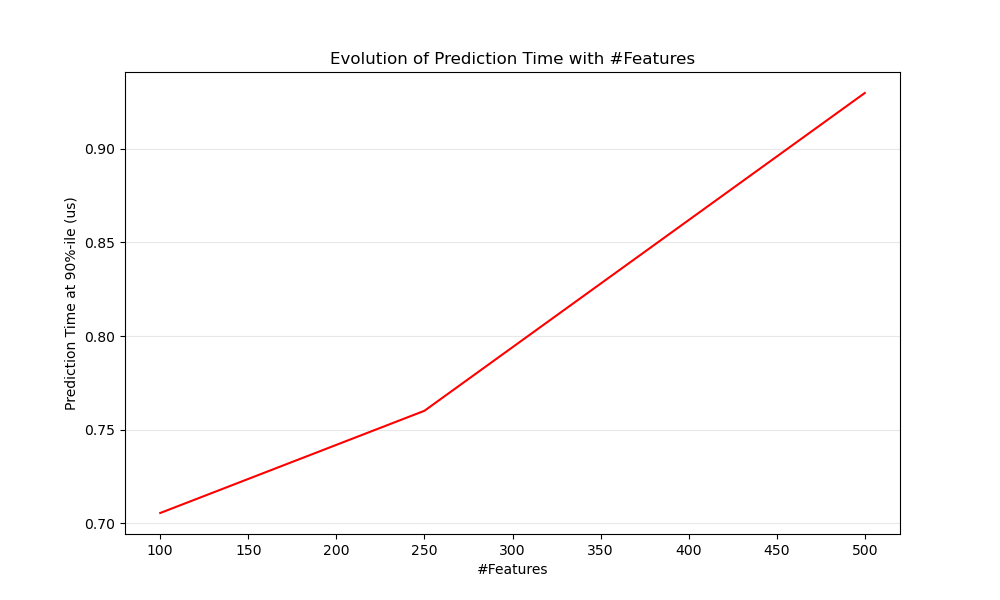 Evolution of Prediction Time with #Features
Prediction Time at 90%-ile (us)
0.90
0.85
0.80
0.75
0.70
100 150 200 250 300 350 400 450 500
#Features